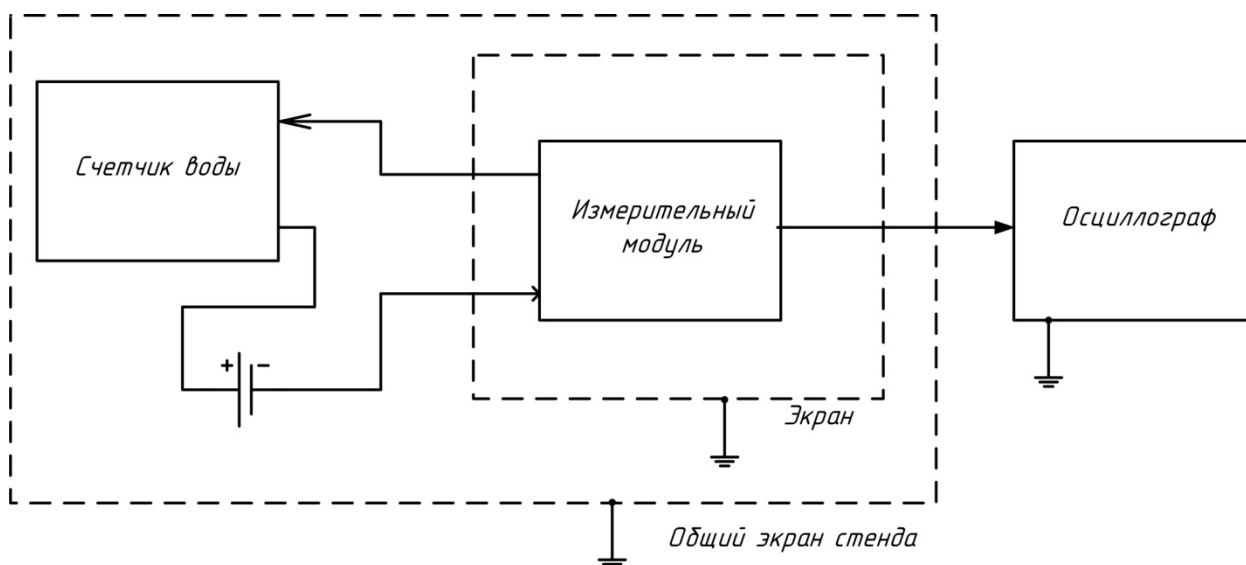 Счетчик воды
Измерительный
модуль
Осциллограф
+ −
Экран
Общий экран стенда